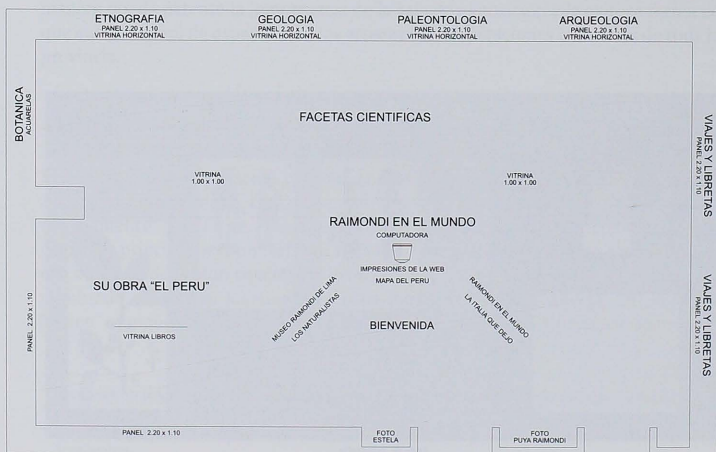 ETNOGRAFIA
PANEL 2.20 x 1.10
VITRINA HORIZONTAL
GEOLOGIA
PANEL 2.20 x 1.10
VITRINA HORIZONTAL
PALEONTOLOGIA
PANEL 2.20 x 1.10
VITRINA HORIZONTAL
ARQUEOLOGIA
PANEL 2.20 x 1.10
VITRINA HORIZONTAL
BOTANICA
ACUARELAS
FACETAS CIENTIFICAS
VIAJES Y LIBRETAS
PANEL 2.20 x 1.10
VITRINA
1.00 x 1.00
VITRINA
1.00 x 1.00
RAIMONDI EN EL MUNDO
COMPUTADORA
IMPRESIONES DE LA WEB
MAPA DEL PERU
SU OBRA "EL PERU"
VITRINA LIBROS
PANEL 2.20 x 1.10
MUSEO RAIMONDI DE LIMA
LOS NATURALISTAS
RAIMONDI EN EL MUNDO
LA ITALIA QUE DEJO
BIENVENIDA
VIAJES Y LIBRETAS
PANEL 2.20 x 1.10
PANEL 2.20 x 1.10
FOTO
ESTELA
FOTO
PUYA RAIMONDI